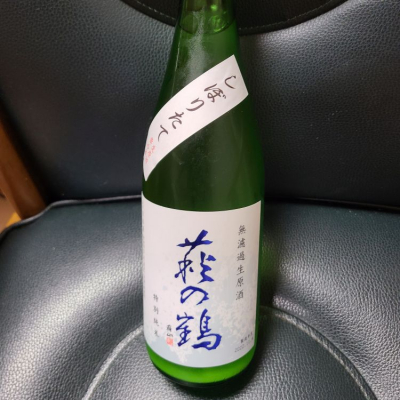 しぼりたて
無濾過生原酒
萩の鶴
特別純米